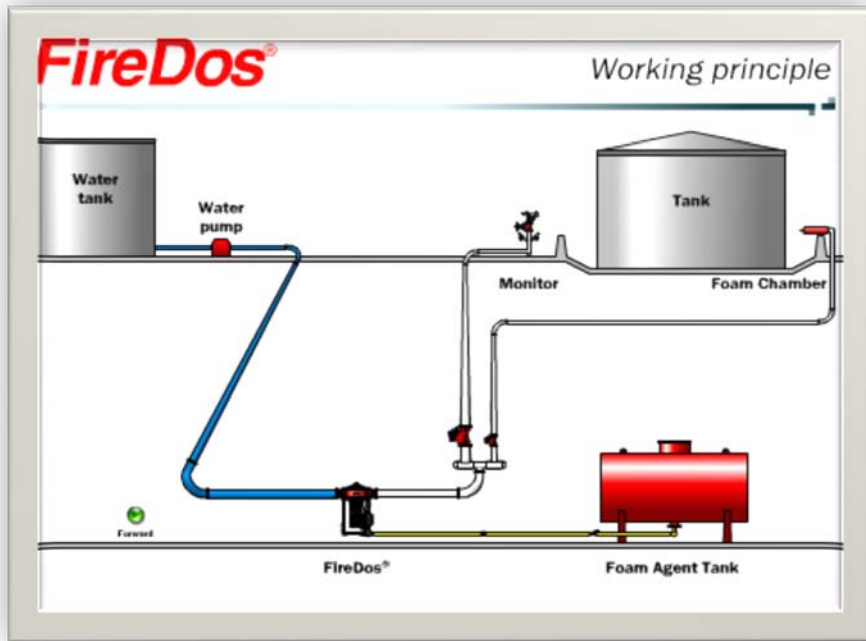 FireDos®
Working principle
Water
tank
Water
pump
Tank
Monitor
Foam Chamber
Forward
FireDos®
Foam Agent Tank